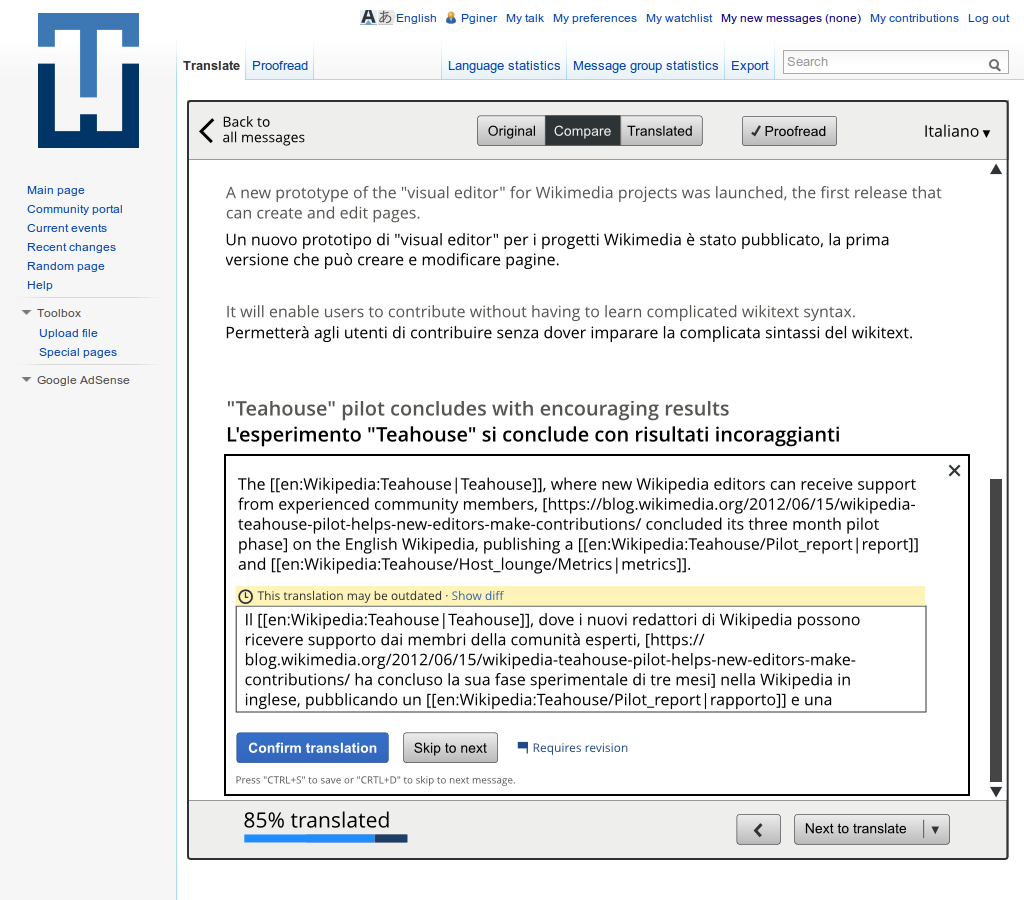 Aあ English Pginer My talk My preferences My watchlist My new messages (none) My contributions Log out
Translate Proofread Language statistics Message group statistics Export Search
Main page
Community portal
Current events
Recent changes
Random page
Help
Toolbox
Upload file
Special pages
Google AdSense
Back to
all messages
Original Compare Translated ✓Proofread Italiano ▾
A new prototype of the "visual editor" for Wikimedia projects was launched, the first release that
can create and edit pages.
Un nuovo prototipo di "visual editor" per i progetti Wikimedia è stato pubblicato, la prima
versione che può creare e modificare pagine.
It will enable users to contribute without having to learn complicated wikitext syntax.
Permetterà agli utenti di contribuire senza dover imparare la complicata sintassi del wikitext.
"Teahouse" pilot concludes with encouraging results
L'esperimento "Teahouse" si conclude con risultati incoraggianti
The [[en:Wikipedia:Teahouse|Teahouse]], where new Wikipedia editors can receive support
from experienced community members, [https://blog.wikimedia.org/2012/06/15/wikipedia-
teahouse-pilot-helps-new-editors-make-contributions/ concluded its three month pilot
phase] on the English Wikipedia, publishing a [[en:Wikipedia:Teahouse/Pilot_report|report]]
and [[en:Wikipedia:Teahouse/Host_lounge/Metrics|metrics]].
This translation may be outdated · Show diff
Il [[en:Wikipedia:Teahouse|Teahouse]], dove i nuovi redattori di Wikipedia possono
ricevere supporto dai membri della comunità esperti, [https://
blog.wikimedia.org/2012/06/15/wikipedia-teahouse-pilot-helps-new-editors-make-
contributions/ ha concluso la sua fase sperimentale di tre mesi] nella Wikipedia in
inglese, pubblicando un [[en:Wikipedia:Teahouse/Pilot_report|rapporto]] e una
Confirm translation Skip to next Requires revision
Press "CTRL+S" to save or "CRTL+D" to skip to next message.
85% translated
Next to translate